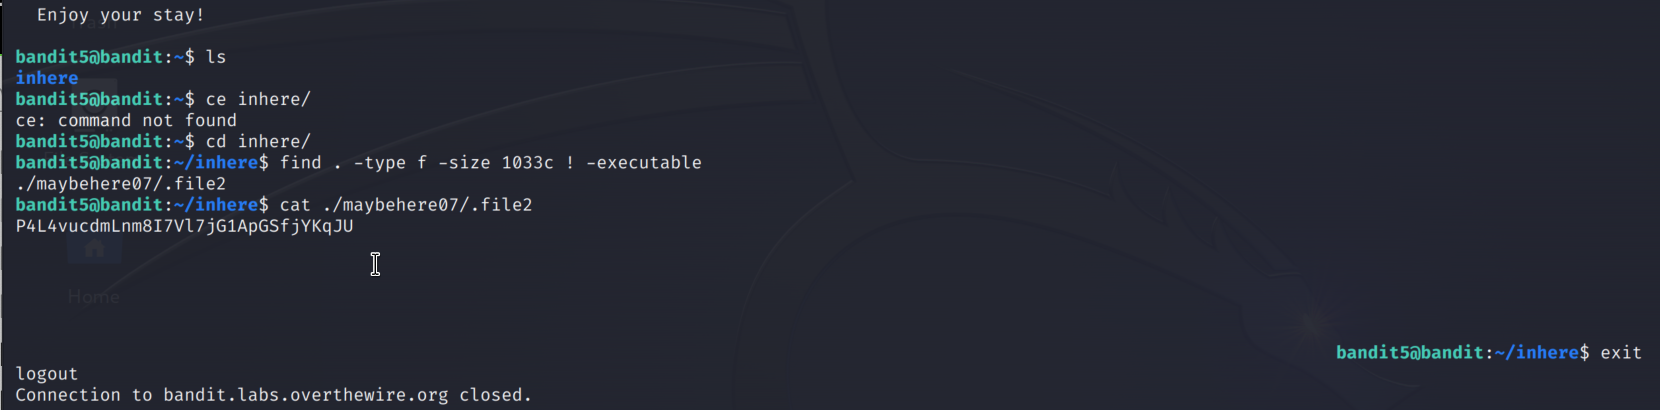 Enjoy your stay!
bandit5@bandit:~$ ls
inhere
bandit5@bandit:~$ ce inhere/
ce: command not found
bandit5@bandit:~$ cd inhere/
bandit5@bandit:~/inhere$ find . -type f -size 1033c ! -executable
./maybehere07/.file2
bandit5@bandit:~/inhere$ cat ./maybehere07/.file2
P4L4vucdmLnm8I7Vl7jG1ApGSfjYKqJU
Home
bandit5@bandit:~/inhere$ exit
logout
Connection to bandit.labs.overthewire.org closed.